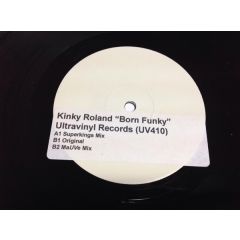 Kinky Roland "Born Funky"
Ultravinyl Records (UV410)
A1 Superkings Mix
B1 Original
B2 MaUVe Mix